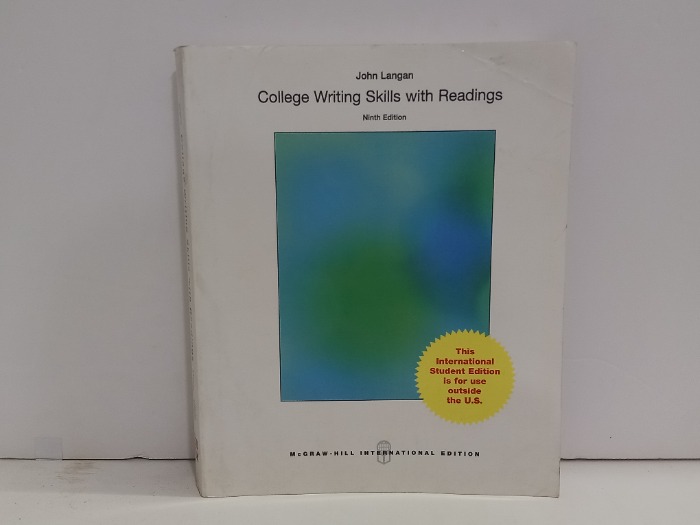 John Langan
College Writing Skills with Readings
Ninth Edition
This
International
Student Edition
is for use
outside
the U.S.
McGRAW-HILL INTERNATIONAL EDITION